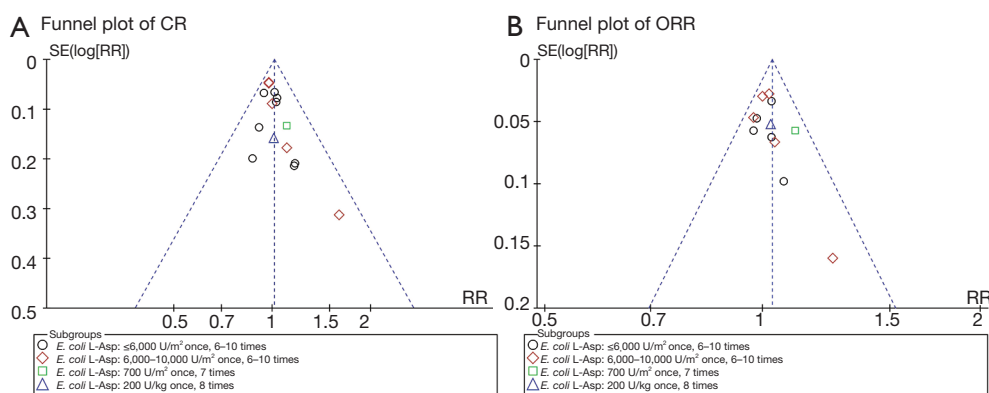 A Funnel plot of CR
SE(log[RR])
0
0.1
0.2
0.3
0.4
0.5
RR
0.5 0.7 1 1.5 2
Subgroups
E. coli L-Asp: ≤6,000 U/m² once, 6–10 times
E. coli L-Asp: 6,000–10,000 U/m² once, 6–10 times
E. coli L-Asp: 700 U/m² once, 7 times
E. coli L-Asp: 200 U/kg once, 8 times
B Funnel plot of ORR
SE(log[RR])
0
0.05
0.1
0.15
0.2
RR
0.5 0.7 1 1.5 2
Subgroups
E. coli L-Asp: ≤6,000 U/m² once, 6–10 times
E. coli L-Asp: 6,000–10,000 U/m² once, 6–10 times
E. coli L-Asp: 700 U/m² once, 7 times
E. coli L-Asp: 200 U/kg once, 8 times